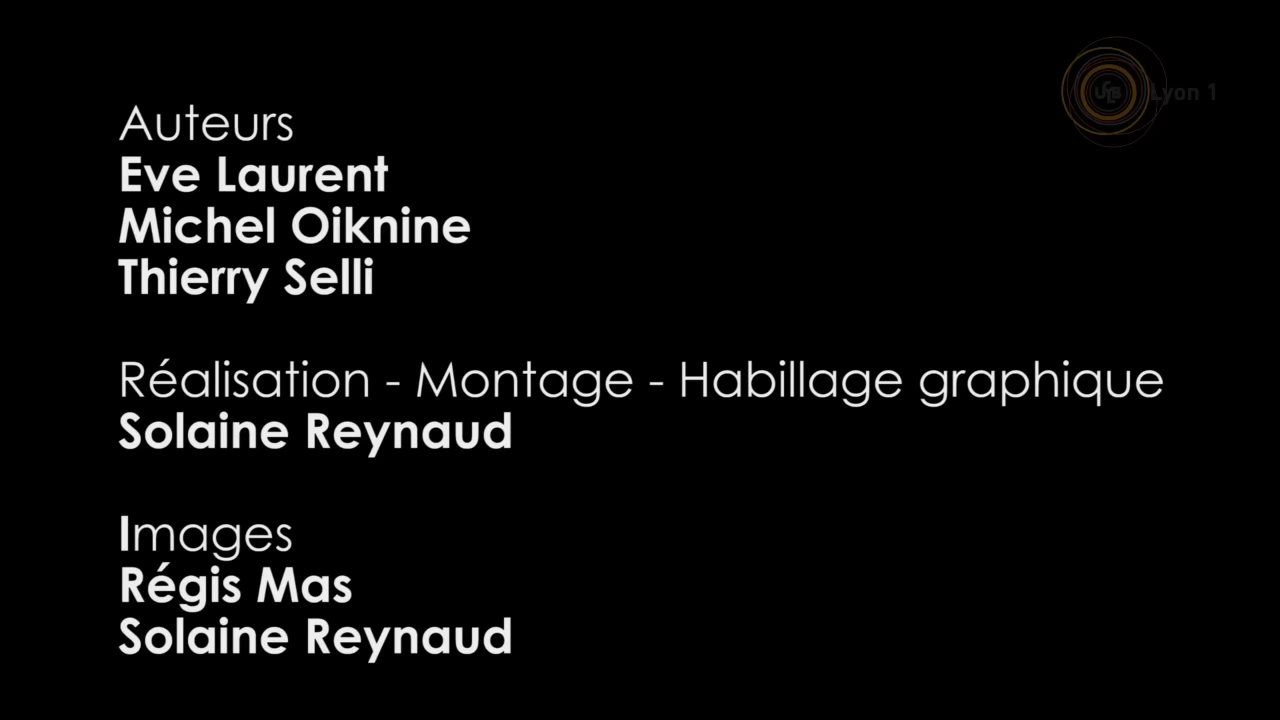 Auteurs
Eve Laurent
Michel Oiknine
Thierry Selli
Réalisation - Montage - Habillage graphique
Solaine Reynaud
Images
Régis Mas
Solaine Reynaud
UCLB Lyon 1